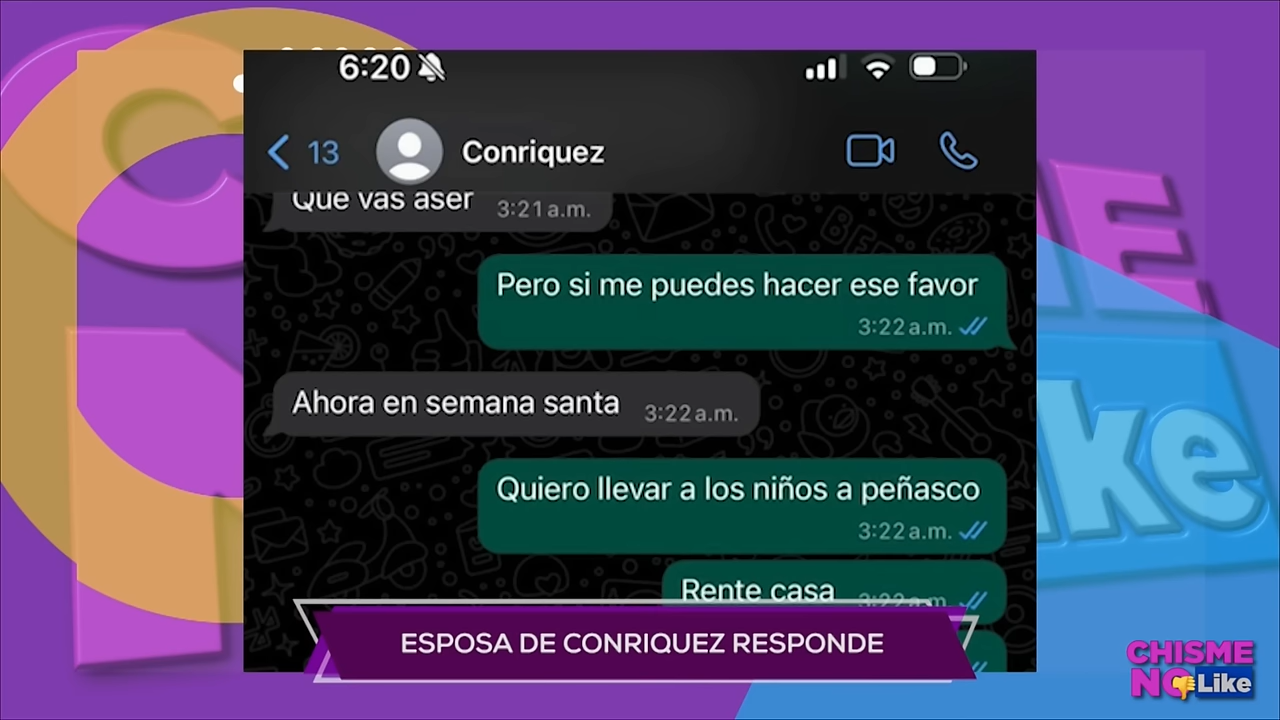 6:20
13
Conriquez
Que vas aser 3:21 a.m.
Pero si me puedes hacer ese favor
3:22 a.m.
Ahora en semana santa 3:22 a.m.
Quiero llevar a los niños a peñasco
3:22 a.m.
Rente casa 3:22 a.m.
ESPOSA DE CONRIQUEZ RESPONDE
CHISME
NO Like